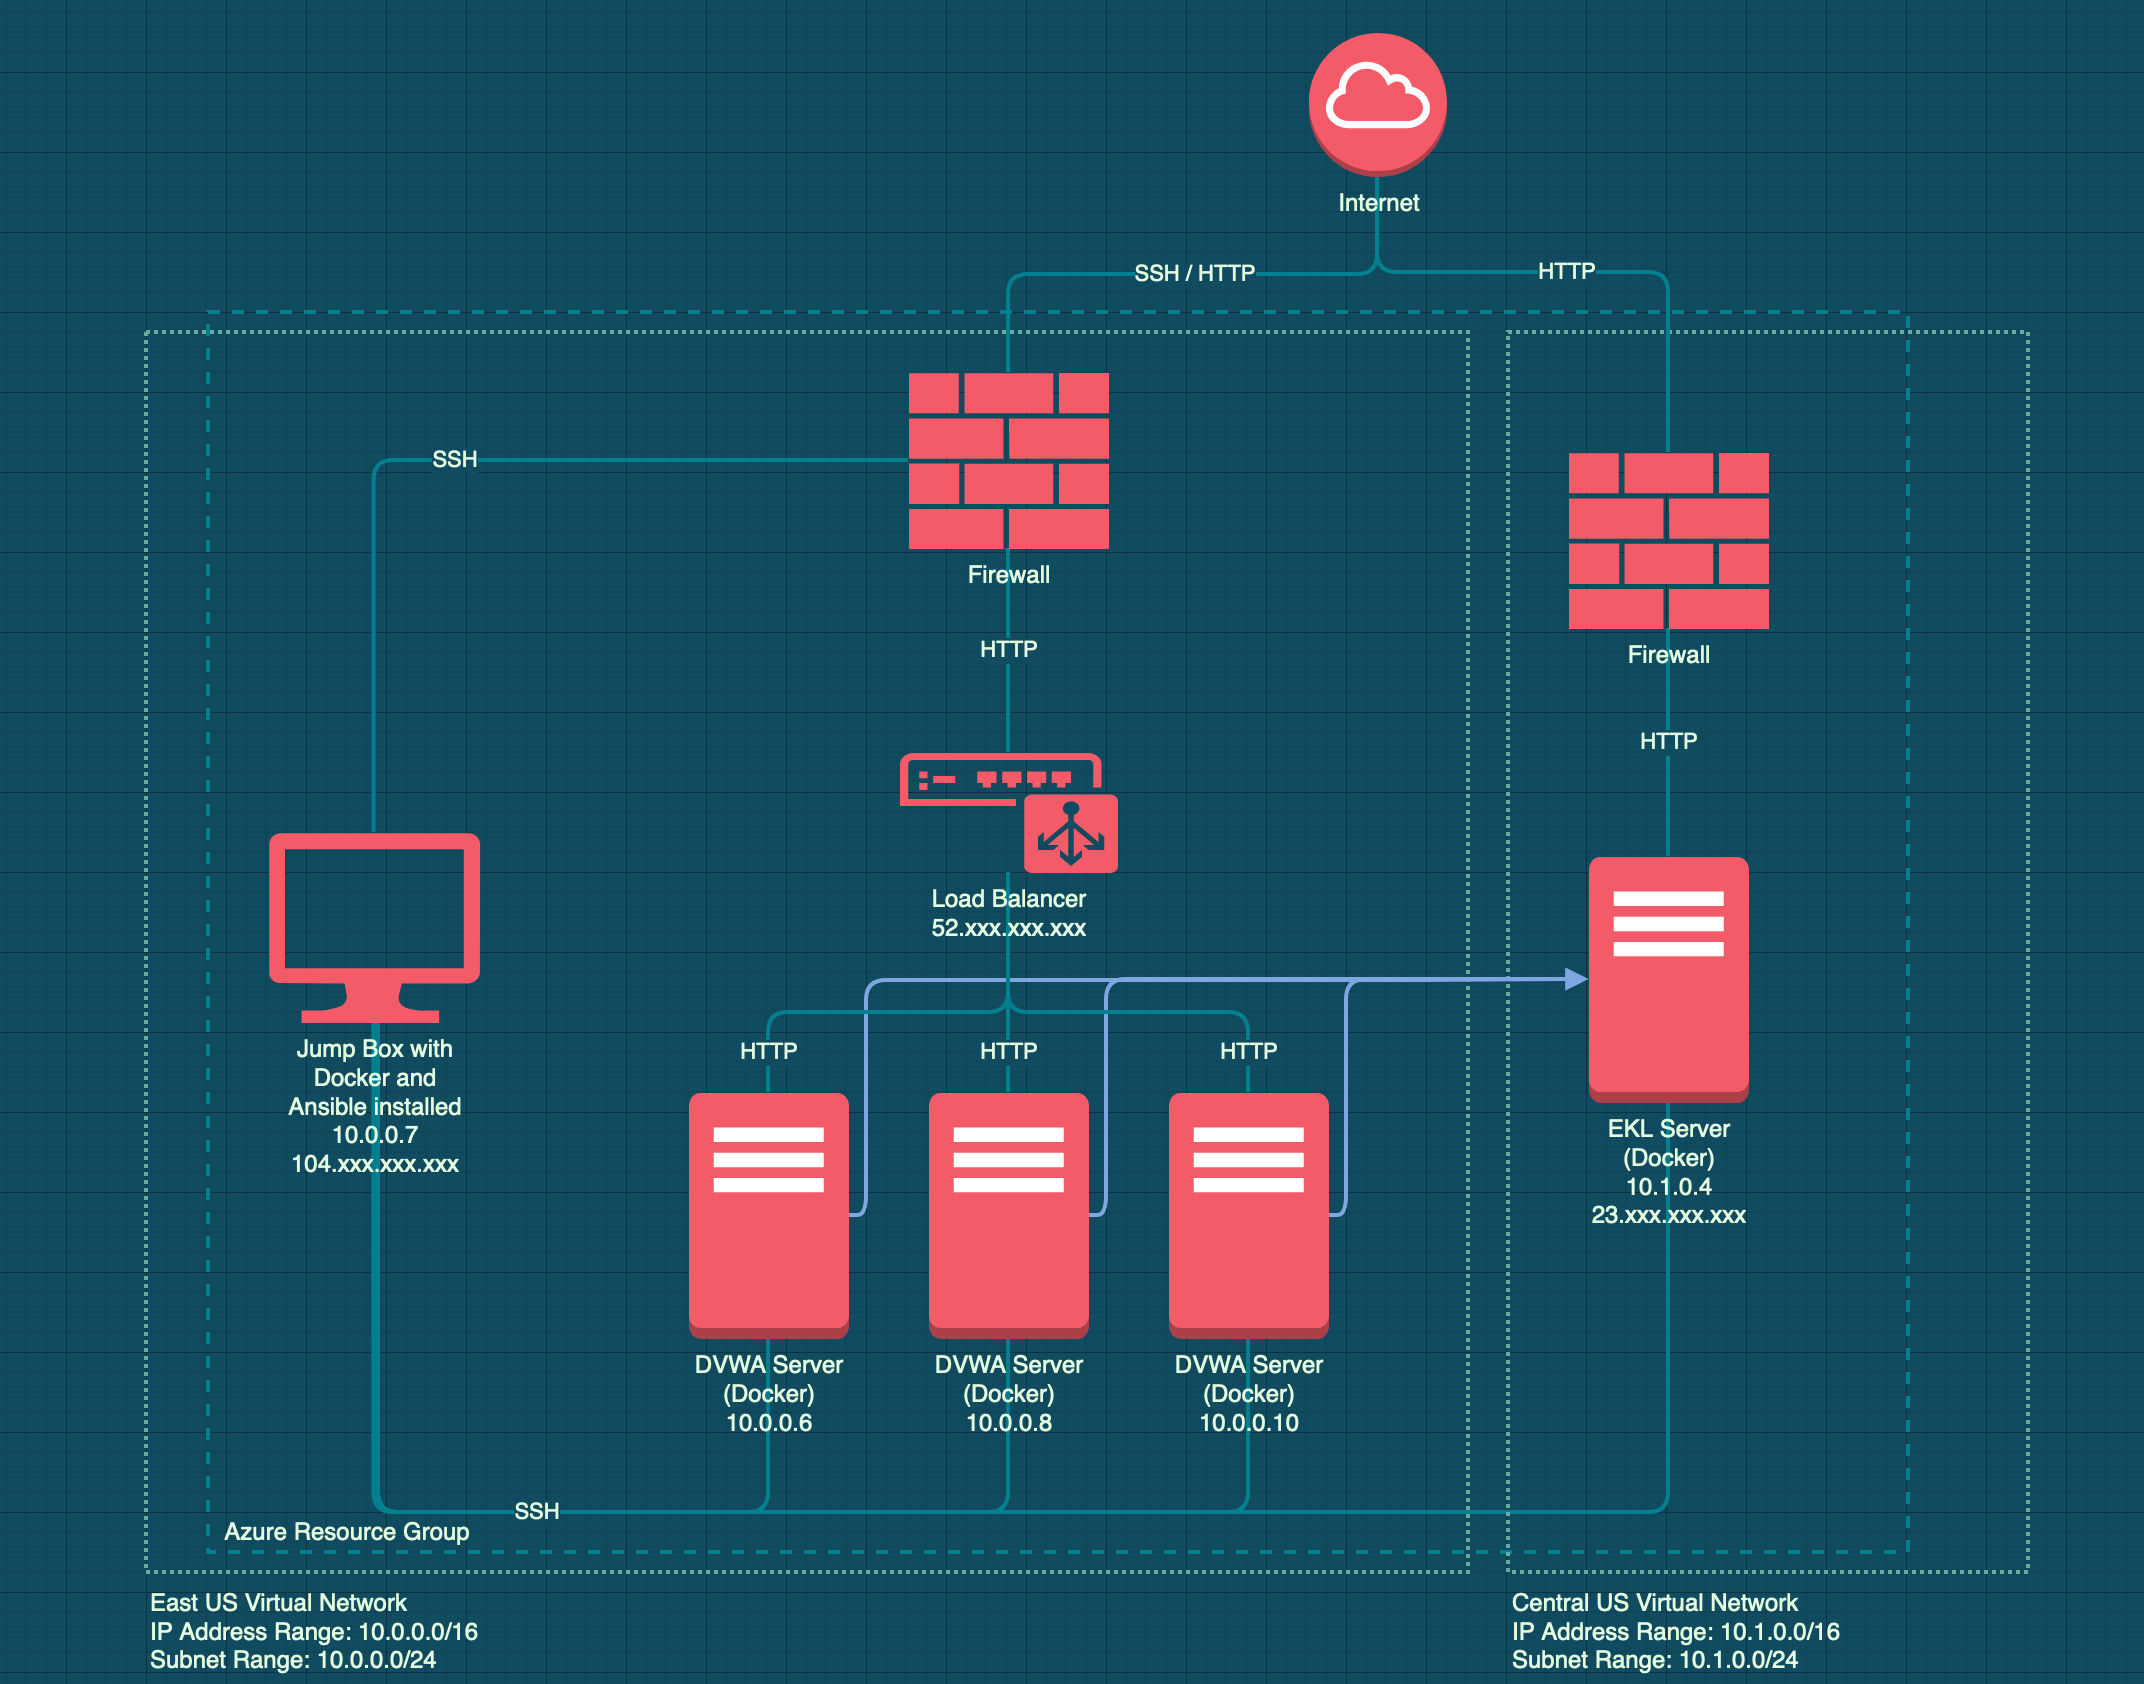 Internet
SSH / HTTP
HTTP
SSH
Firewall
Firewall
HTTP
HTTP
Load Balancer
52.xxx.xxx.xxx
Jump Box with
Docker and
Ansible installed
10.0.0.7
104.xxx.xxx.xxx
HTTP
HTTP
HTTP
EKL Server
(Docker)
10.1.0.4
23.xxx.xxx.xxx
DVWA Server
(Docker)
10.0.0.6
DVWA Server
(Docker)
10.0.0.8
DVWA Server
(Docker)
10.0.0.10
SSH
Azure Resource Group
East US Virtual Network
IP Address Range: 10.0.0.0/16
Subnet Range: 10.0.0.0/24
Central US Virtual Network
IP Address Range: 10.1.0.0/16
Subnet Range: 10.1.0.0/24